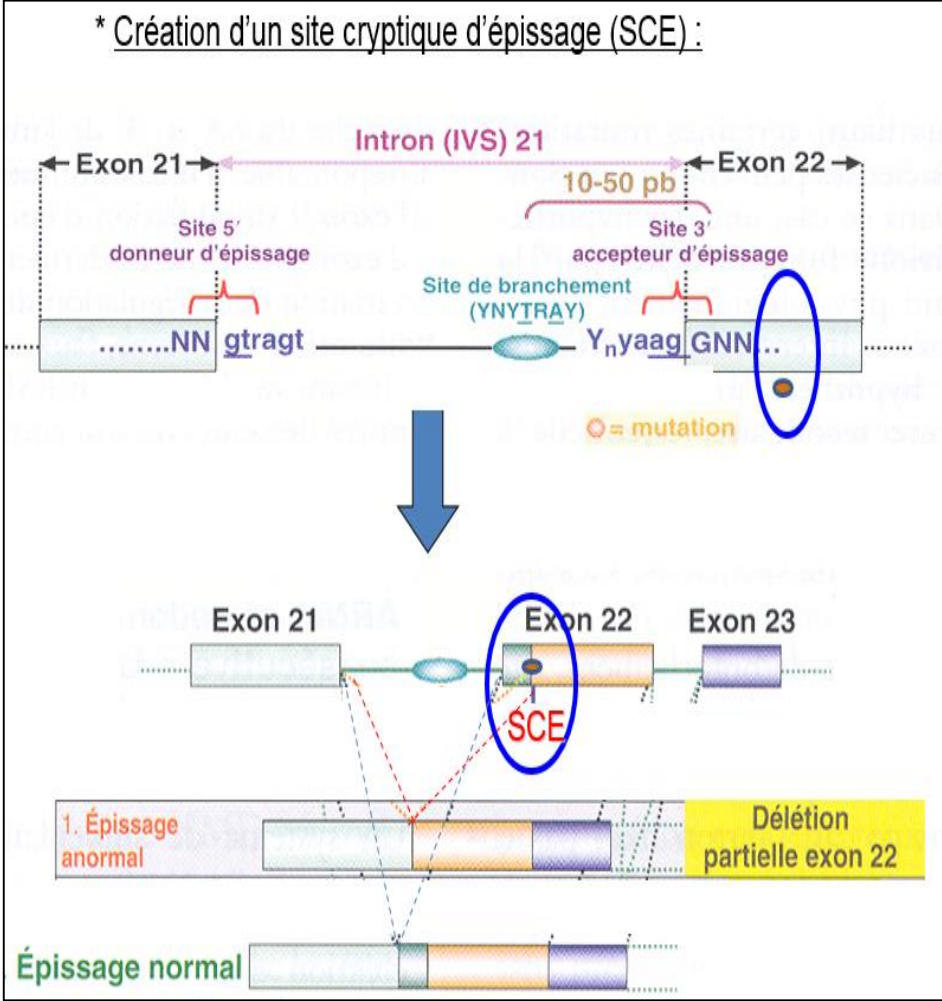 * Création d'un site cryptique d'épissage (SCE) :
Intron (IVS) 21
Exon 21
Exon 22
10-50 pb
Site 5'
donneur d'épissage
Site 3'
accepteur d'épissage
Site de branchement
(YNYTRAY)
.........NN gtragt
Ynyaag GNN...
= mutation
Exon 21
Exon 22
Exon 23
SCE
1. Épissage
anormal
Délétion
partielle exon 22
Épissage normal